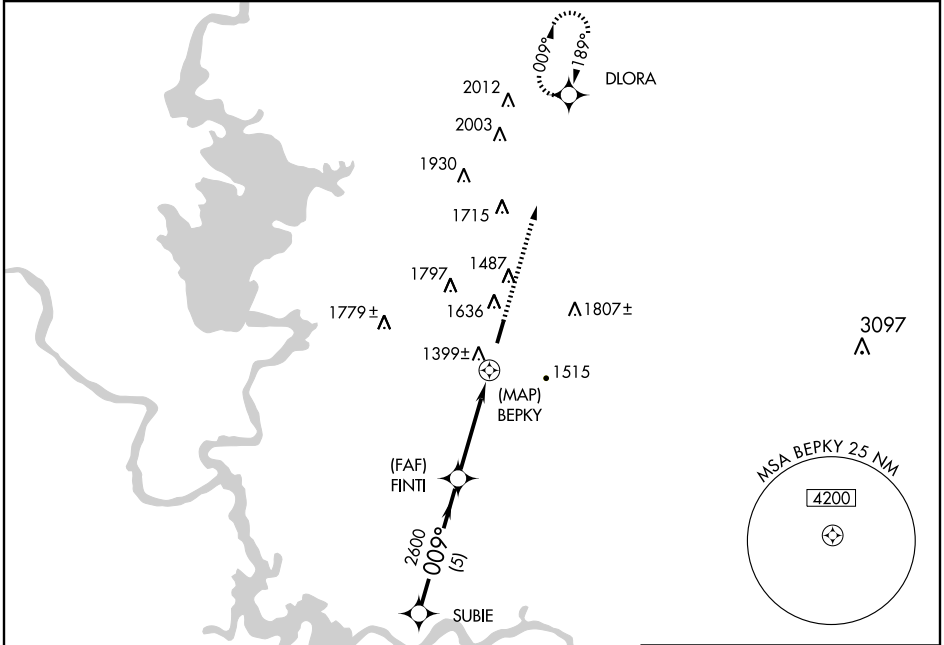 009°
189°
DLORA
2012
2003
1930
1715
1487
1797
1636
1779 ±
1807 ±
3097
1399±
1515
(MAP)
BEPKY
(FAF)
FINTI
MSA BEPKY 25 NM
4200
2600
009°
(5)
SUBIE